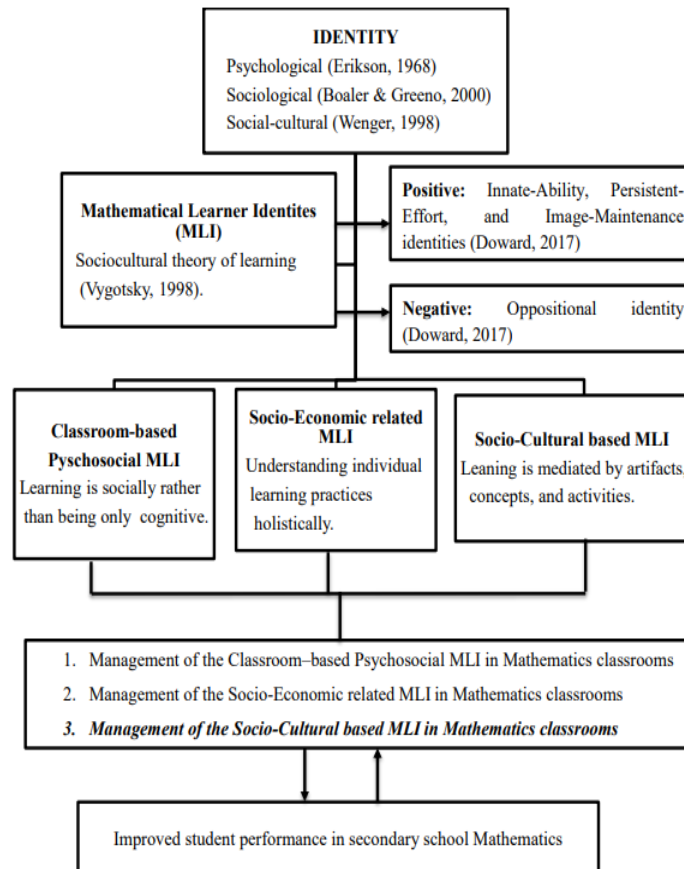 IDENTITY
Psychological (Erikson, 1968)
Sociological (Boaler & Greeno, 2000)
Social-cultural (Wenger, 1998)
Mathematical Learner Identites
(MLI)
Sociocultural theory of learning
(Vygotsky, 1998).
Positive: Innate-Ability, Persistent-
Effort, and Image-Maintenance
identities (Doward, 2017)
Negative: Oppositional identity
(Doward, 2017)
Classroom-based
Pyschosocial MLI
Learning is socially rather
than being only cognitive.
Socio-Economic related
MLI
Understanding individual
learning practices
holistically.
Socio-Cultural based MLI
Leaning is mediated by artifacts,
concepts, and activities.
1. Management of the Classroom–based Psychosocial MLI in Mathematics classrooms
2. Management of the Socio-Economic related MLI in Mathematics classrooms
3. Management of the Socio-Cultural based MLI in Mathematics classrooms
Improved student performance in secondary school Mathematics